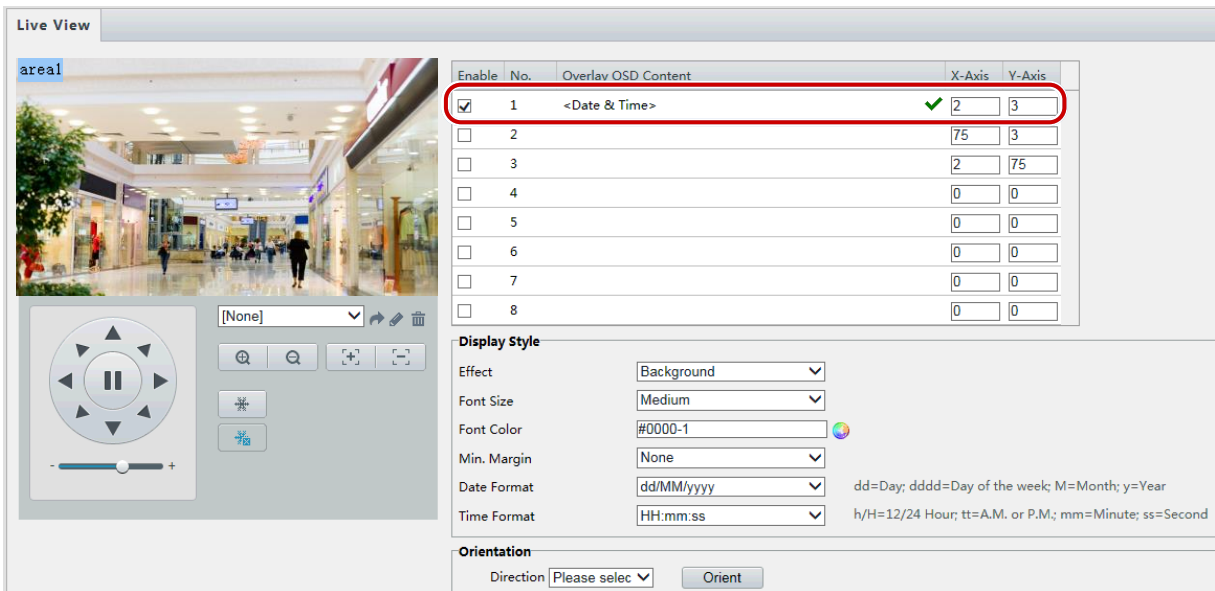 Live View
area1
Enable No. Overlay OSD Content X-Axis Y-Axis
1 <Date & Time> 2 3
2 75 3
3 2 75
4 0 0
5 0 0
6 0 0
7 0 0
8 0 0
[None]
- +
Display Style
Effect Background
Font Size Medium
Font Color #0000-1
Min. Margin None
Date Format dd/MM/yyyy dd=Day; dddd=Day of the week; M=Month; y=Year
Time Format HH:mm:ss h/H=12/24 Hour; tt=A.M. or P.M.; mm=Minute; ss=Second
Orientation
Direction Please selec Orient